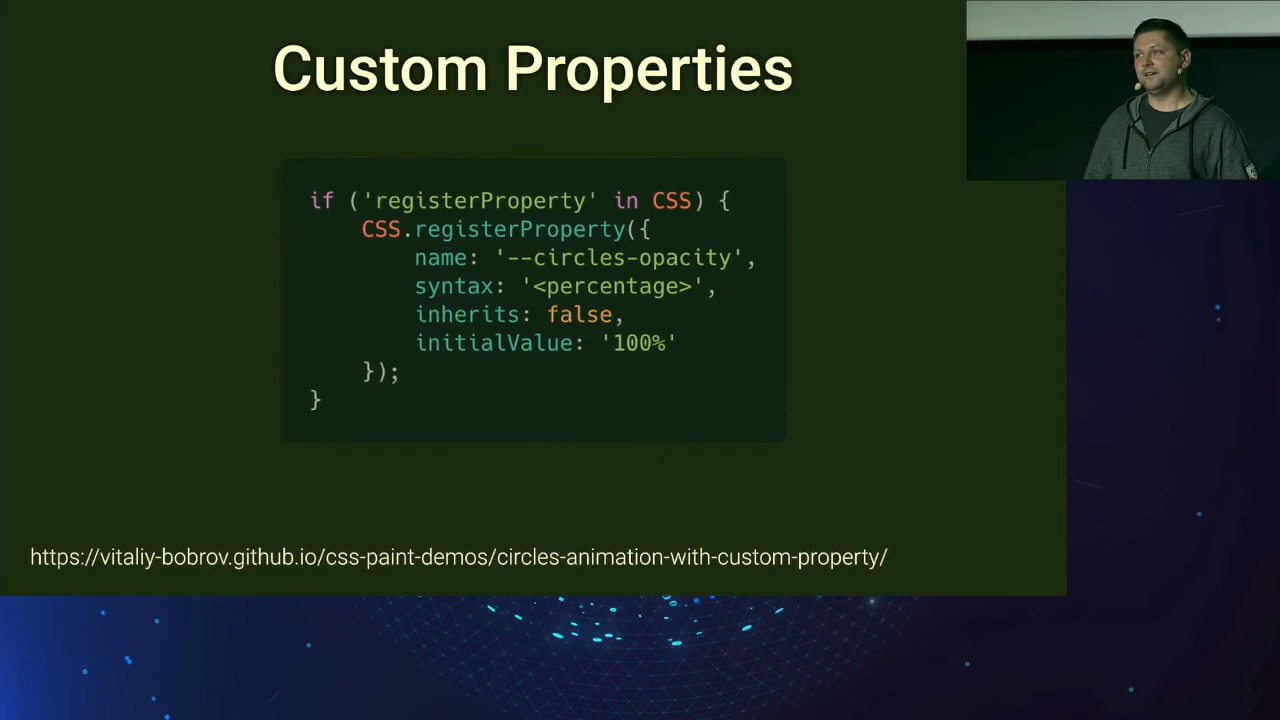 Custom Properties
if ('registerProperty' in CSS) {
    CSS.registerProperty({
        name: '--circles-opacity',
        syntax: '<percentage>',
        inherits: false,
        initialValue: '100%'
    });
}
https://vitaliy-bobrov.github.io/css-paint-demos/circles-animation-with-custom-property/